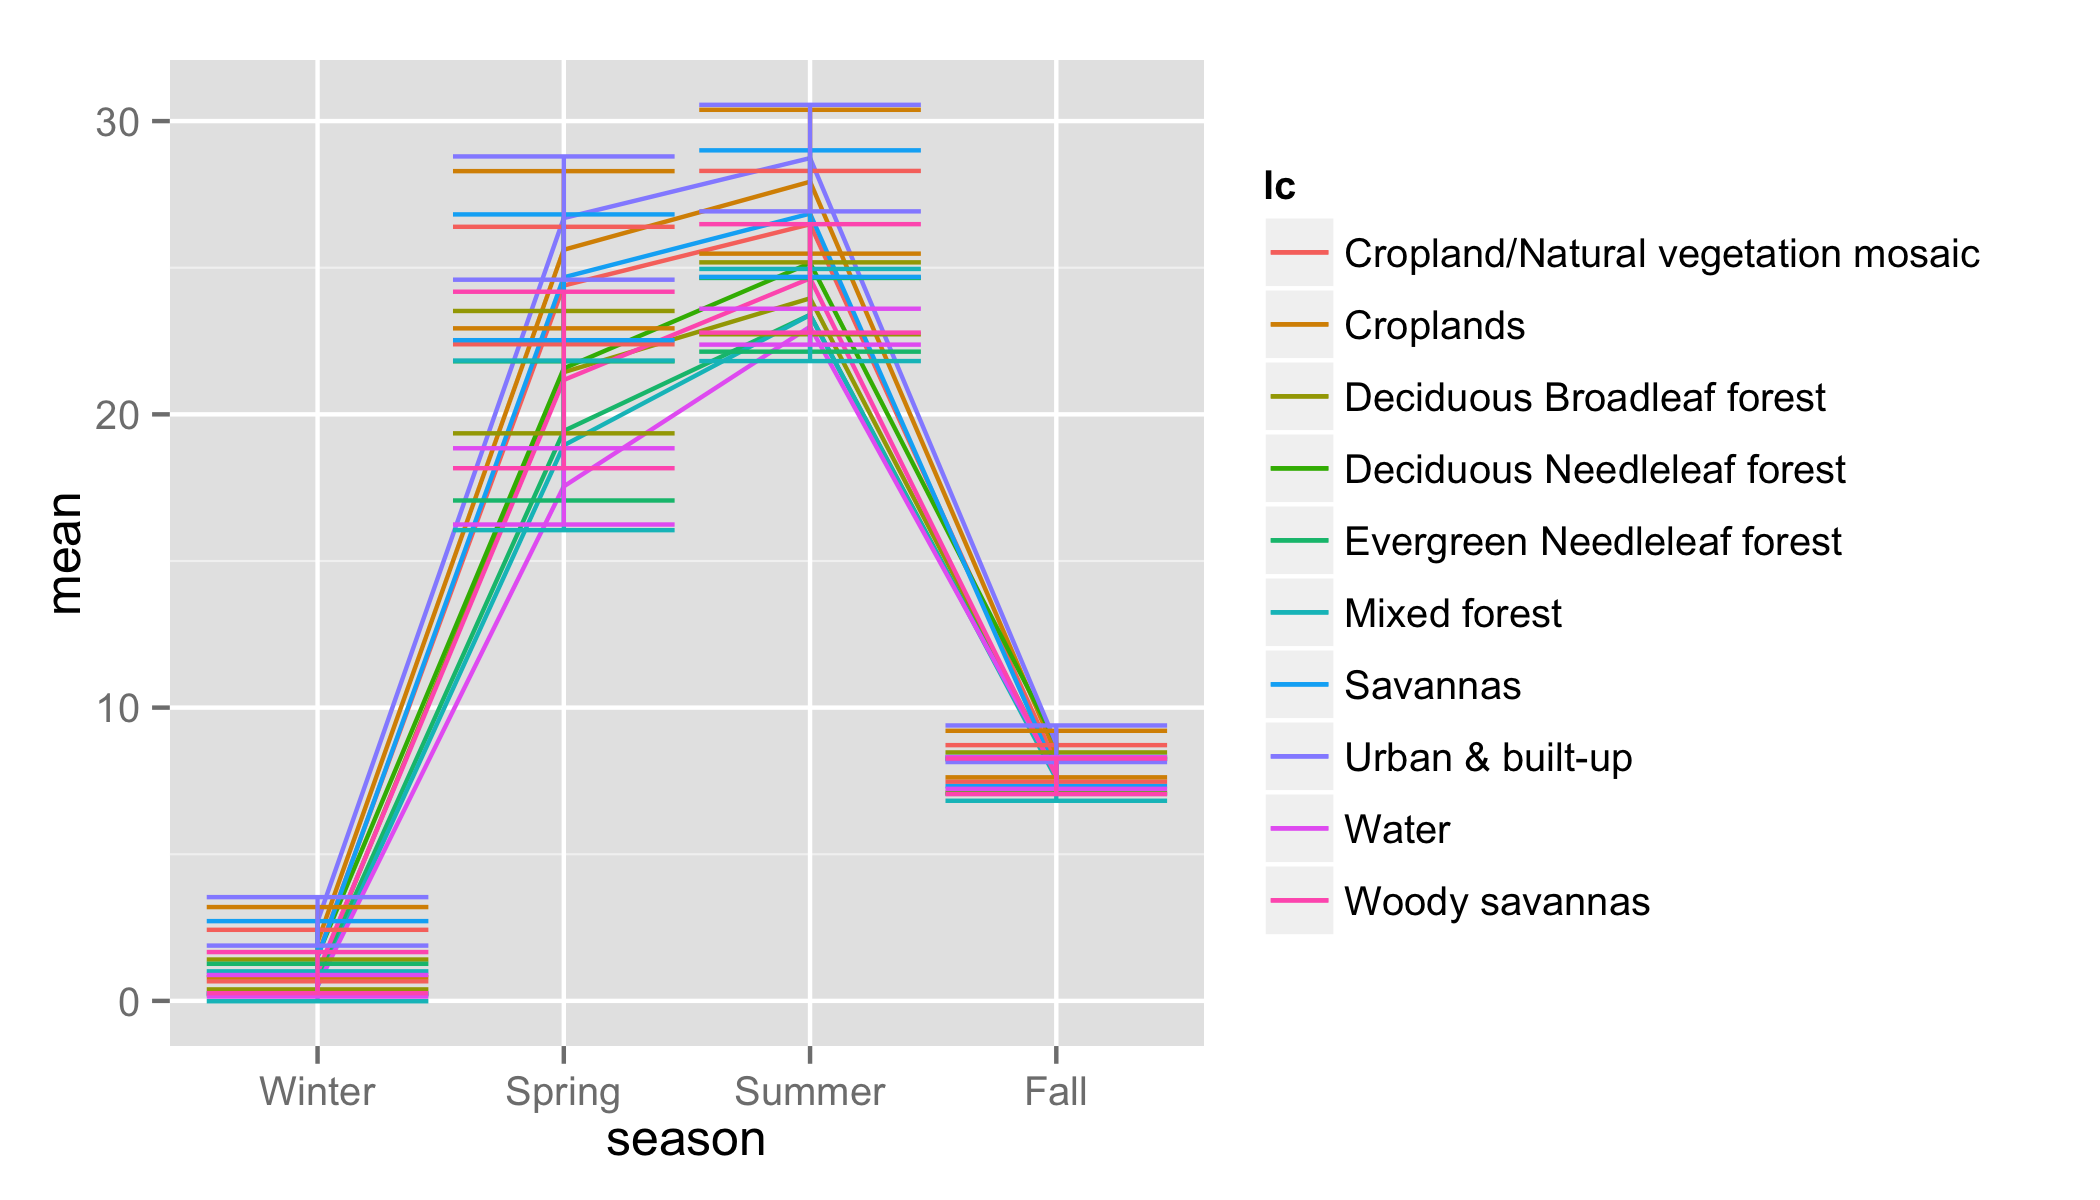 30
20
10
0
mean
Winter
Spring
Summer
Fall
season
lc
Cropland/Natural vegetation mosaic
Croplands
Deciduous Broadleaf forest
Deciduous Needleleaf forest
Evergreen Needleleaf forest
Mixed forest
Savannas
Urban & built-up
Water
Woody savannas